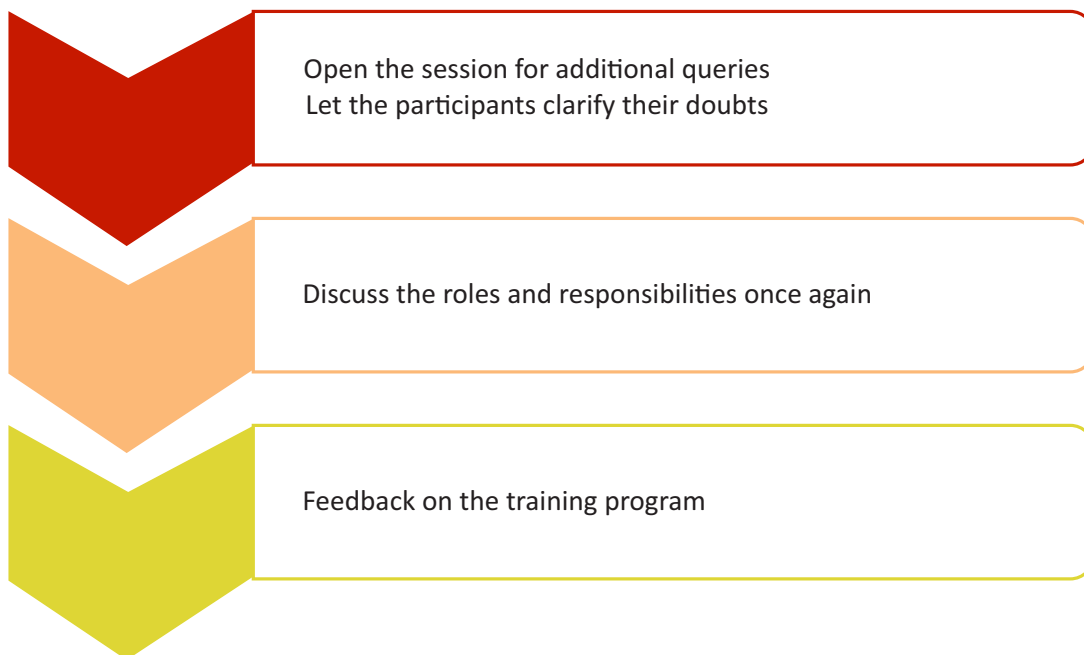 Open the session for additional queries
Let the participants clarify their doubts
Discuss the roles and responsibilities once again
Feedback on the training program